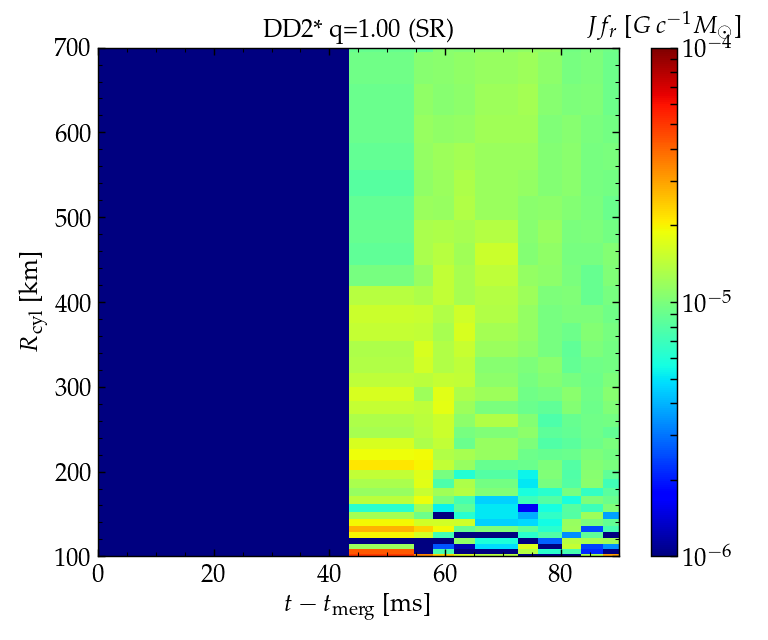 DD2* q=1.00 (SR)
J f_r [G c^{-1} M_⊙]
700
600
500
400
300
200
100
R_cyl [km]
0 20 40 60 80
t − t_merg [ms]
10^{-4}
10^{-5}
10^{-6}